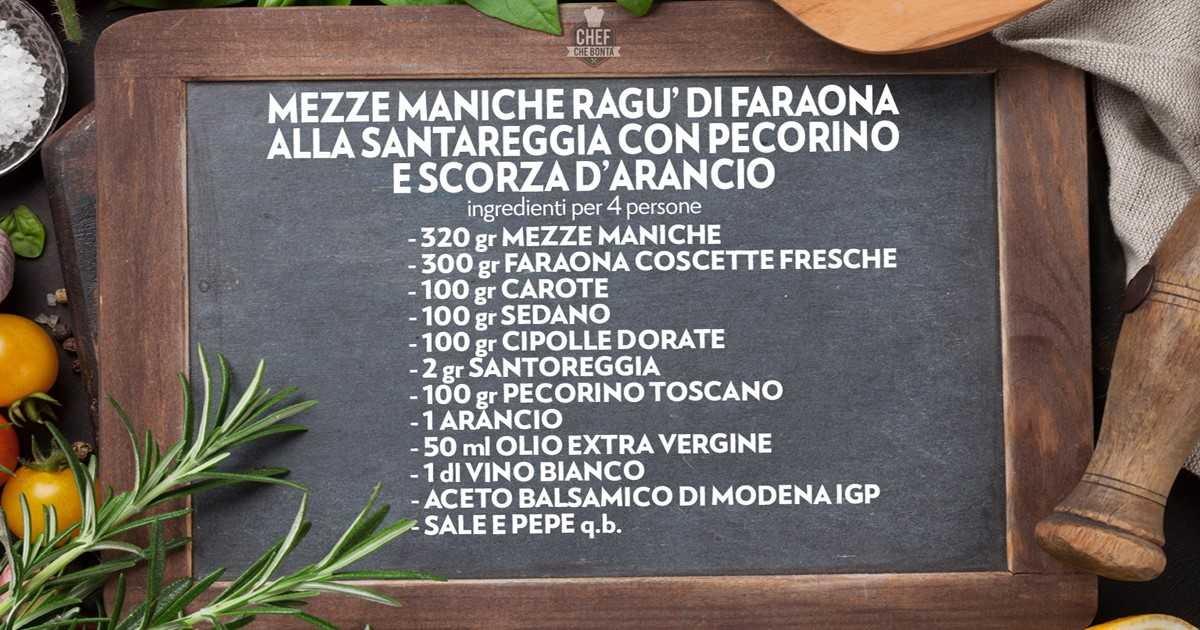 CHEF
CHE BONTÀ
MEZZE MANICHE RAGU' DI FARAONA
ALLA SANTAREGGIA CON PECORINO
E SCORZA D'ARANCIO
ingredienti per 4 persone
- 320 gr MEZZE MANICHE
- 300 gr FARAONA COSCETTE FRESCHE
- 100 gr CAROTE
- 100 gr SEDANO
- 100 gr CIPOLLE DORATE
- 2 gr SANTOREGGIA
- 100 gr PECORINO TOSCANO
- 1 ARANCIO
- 50 ml OLIO EXTRA VERGINE
- 1 dl VINO BIANCO
- ACETO BALSAMICO DI MODENA IGP
- SALE E PEPE q.b.